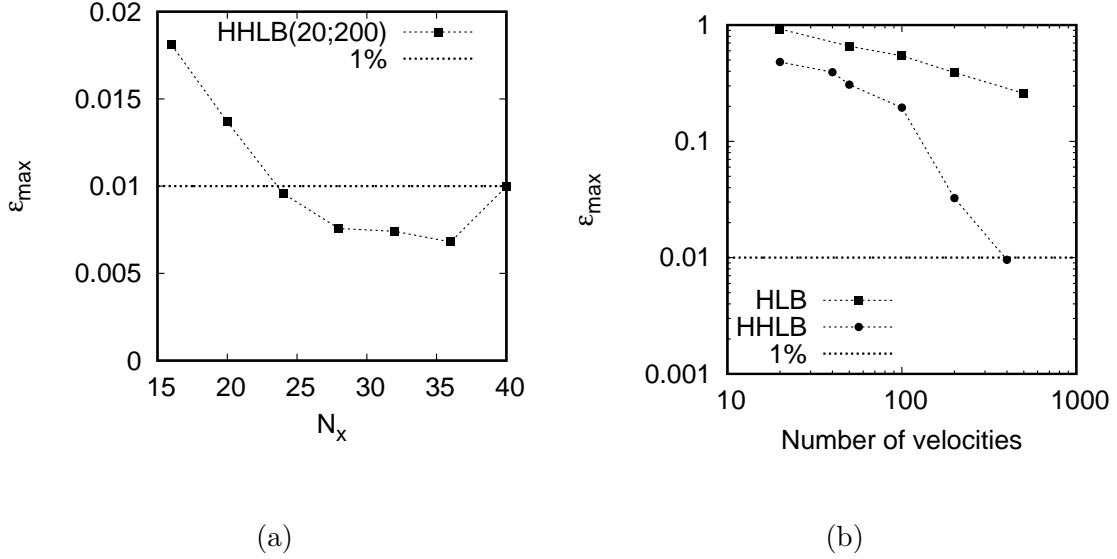 0.02
0.015
0.01
0.005
0
15 20 25 30 35 40
ε_max
N_x
HHLB(20;200)
1%
(a)
1
0.1
0.01
0.001
10 100 1000
ε_max
Number of velocities
HLB
HHLB
1%
(b)